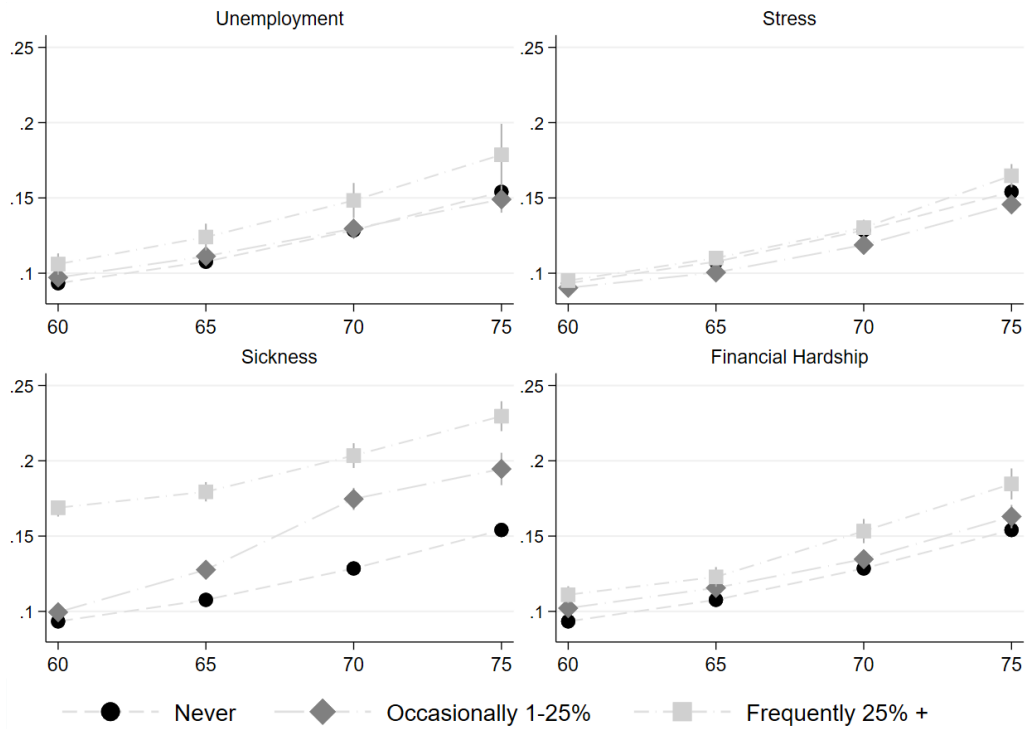 Unemployment
Stress
.25
.2
.15
.1
60 65 70 75
.25
.2
.15
.1
60 65 70 75
Sickness
Financial Hardship
.25
.2
.15
.1
60 65 70 75
.25
.2
.15
.1
60 65 70 75
Never Occasionally 1-25% Frequently 25% +